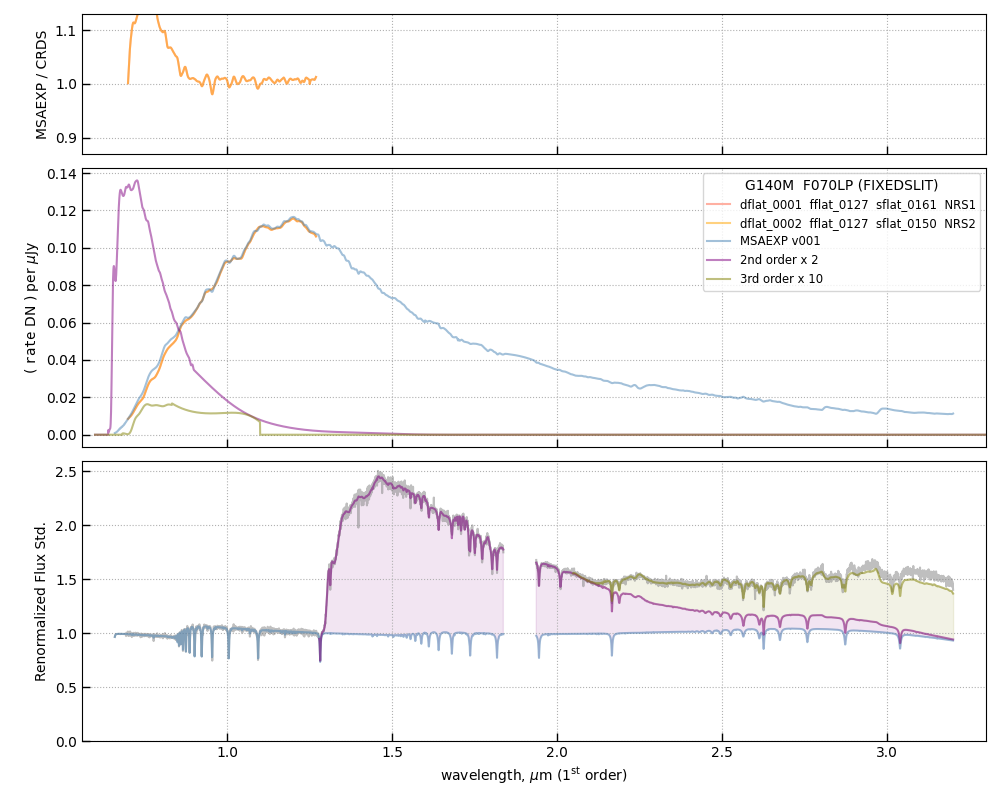 1.1
1.0
0.9
MSAEXP / CRDS
0.14
0.12
0.10
0.08
0.06
0.04
0.02
0.00
( rate DN ) per μJy
G140M  F070LP (FIXEDSLIT)
dflat_0001  fflat_0127  sflat_0161  NRS1
dflat_0002  fflat_0127  sflat_0150  NRS2
MSAEXP v001
2nd order x 2
3rd order x 10
2.5
2.0
1.5
1.0
0.5
0.0
Renormalized Flux Std.
1.0 1.5 2.0 2.5 3.0
wavelength, μm (1st order)